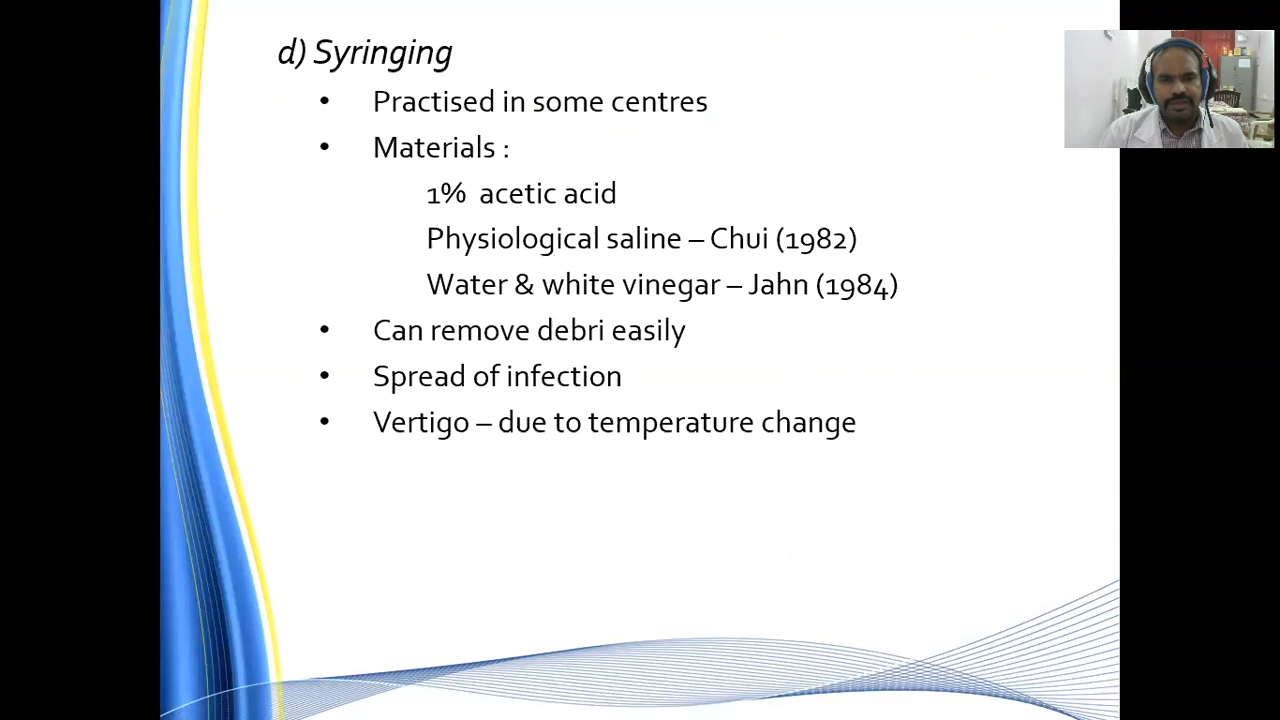 d) Syringing
• Practised in some centres
• Materials :
1% acetic acid
Physiological saline – Chui (1982)
Water & white vinegar – Jahn (1984)
• Can remove debri easily
• Spread of infection
• Vertigo – due to temperature change